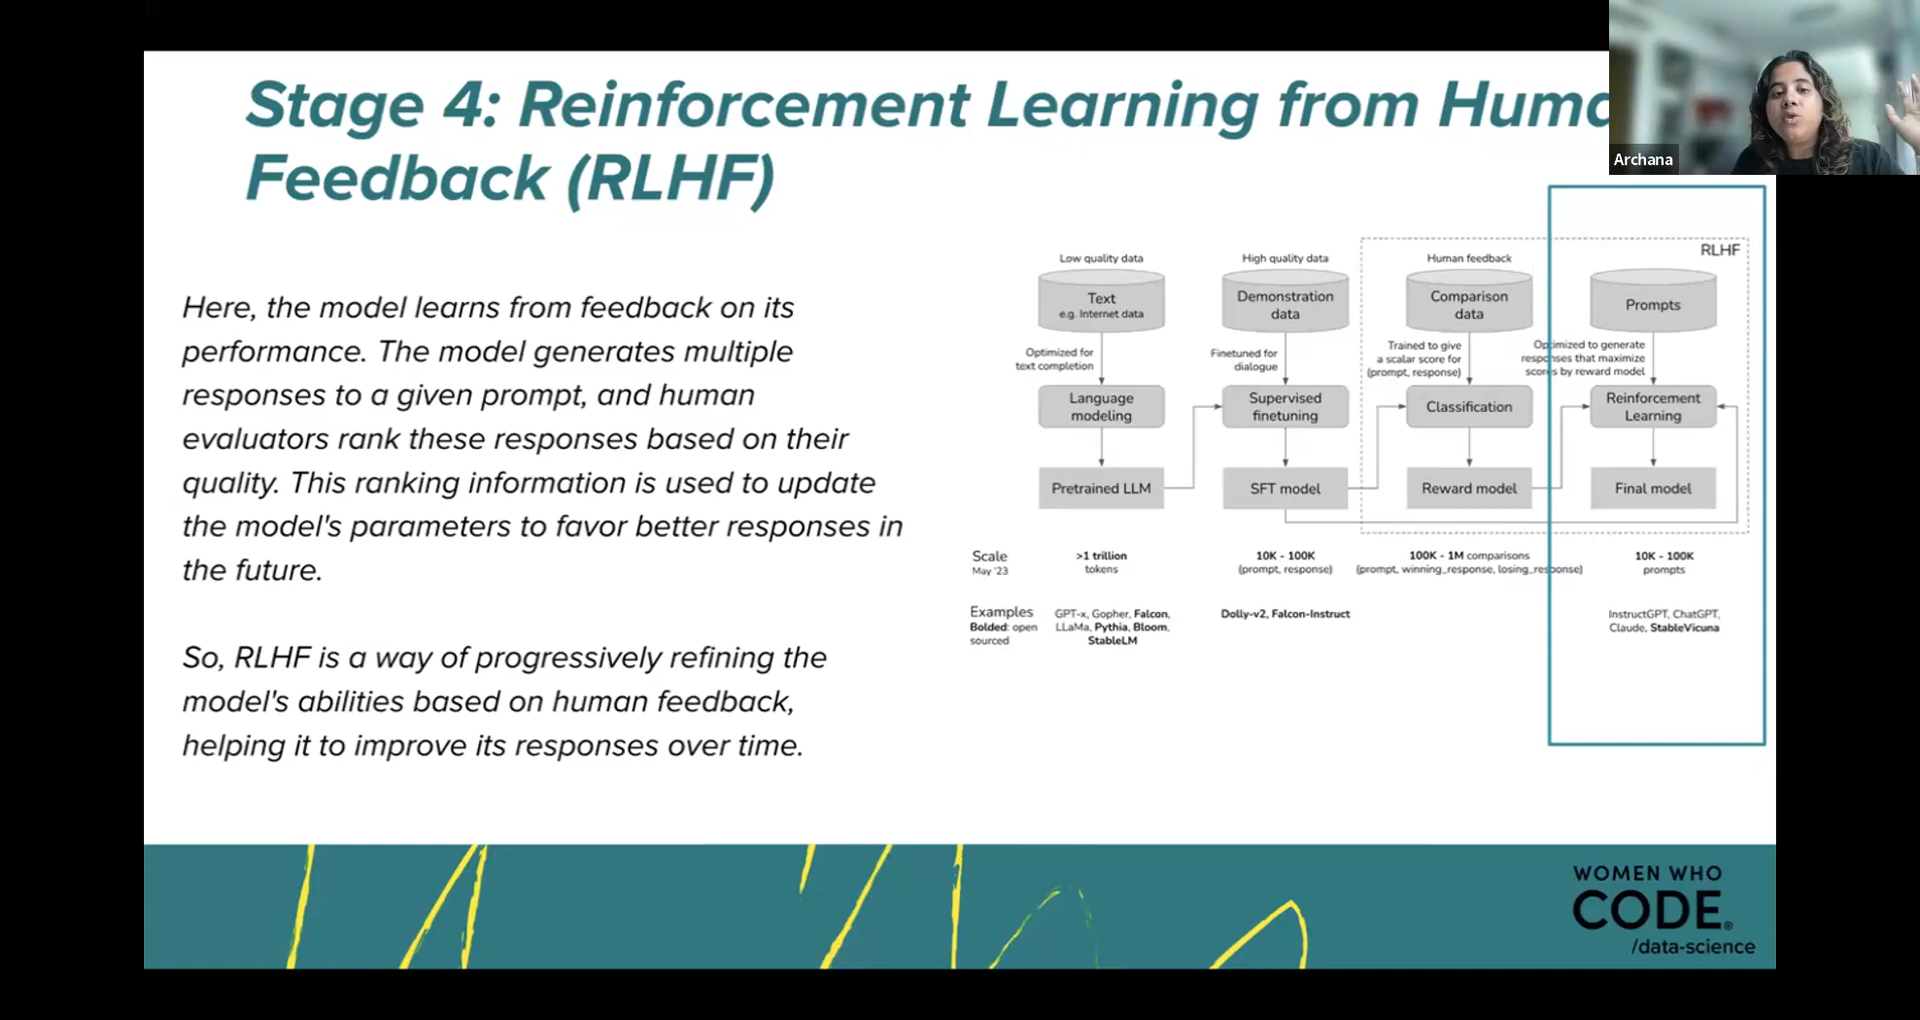 Stage 4: Reinforcement Learning from Huma
Feedback (RLHF)
Archana
Here, the model learns from feedback on its
performance. The model generates multiple
responses to a given prompt, and human
evaluators rank these responses based on their
quality. This ranking information is used to update
the model's parameters to favor better responses in
the future.
So, RLHF is a way of progressively refining the
model's abilities based on human feedback,
helping it to improve its responses over time.
RLHF
Low quality data
High quality data
Human feedback
Text
e.g. Internet data
Demonstration
data
Comparison
data
Prompts
Optimized for
text completion
Finetuned for
dialogue
Trained to give
a scalar score for
(prompt, response)
Optimized to generate
responses that maximize
scores by reward model
Language
modeling
Supervised
finetuning
Classification
Reinforcement
Learning
Pretrained LLM
SFT model
Reward model
Final model
Scale
May '23
>1 trillion
tokens
10K - 100K
(prompt, response)
100K - 1M comparisons
(prompt, winning_response, losing_response)
10K - 100K
prompts
Examples
Bolded: open
sourced
GPT-x, Gopher, Falcon,
LLaMa, Pythia, Bloom,
StableLM
Dolly-v2, Falcon-Instruct
InstructGPT, ChatGPT,
Claude, StableVicuna
WOMEN WHO
CODE®
/data-science